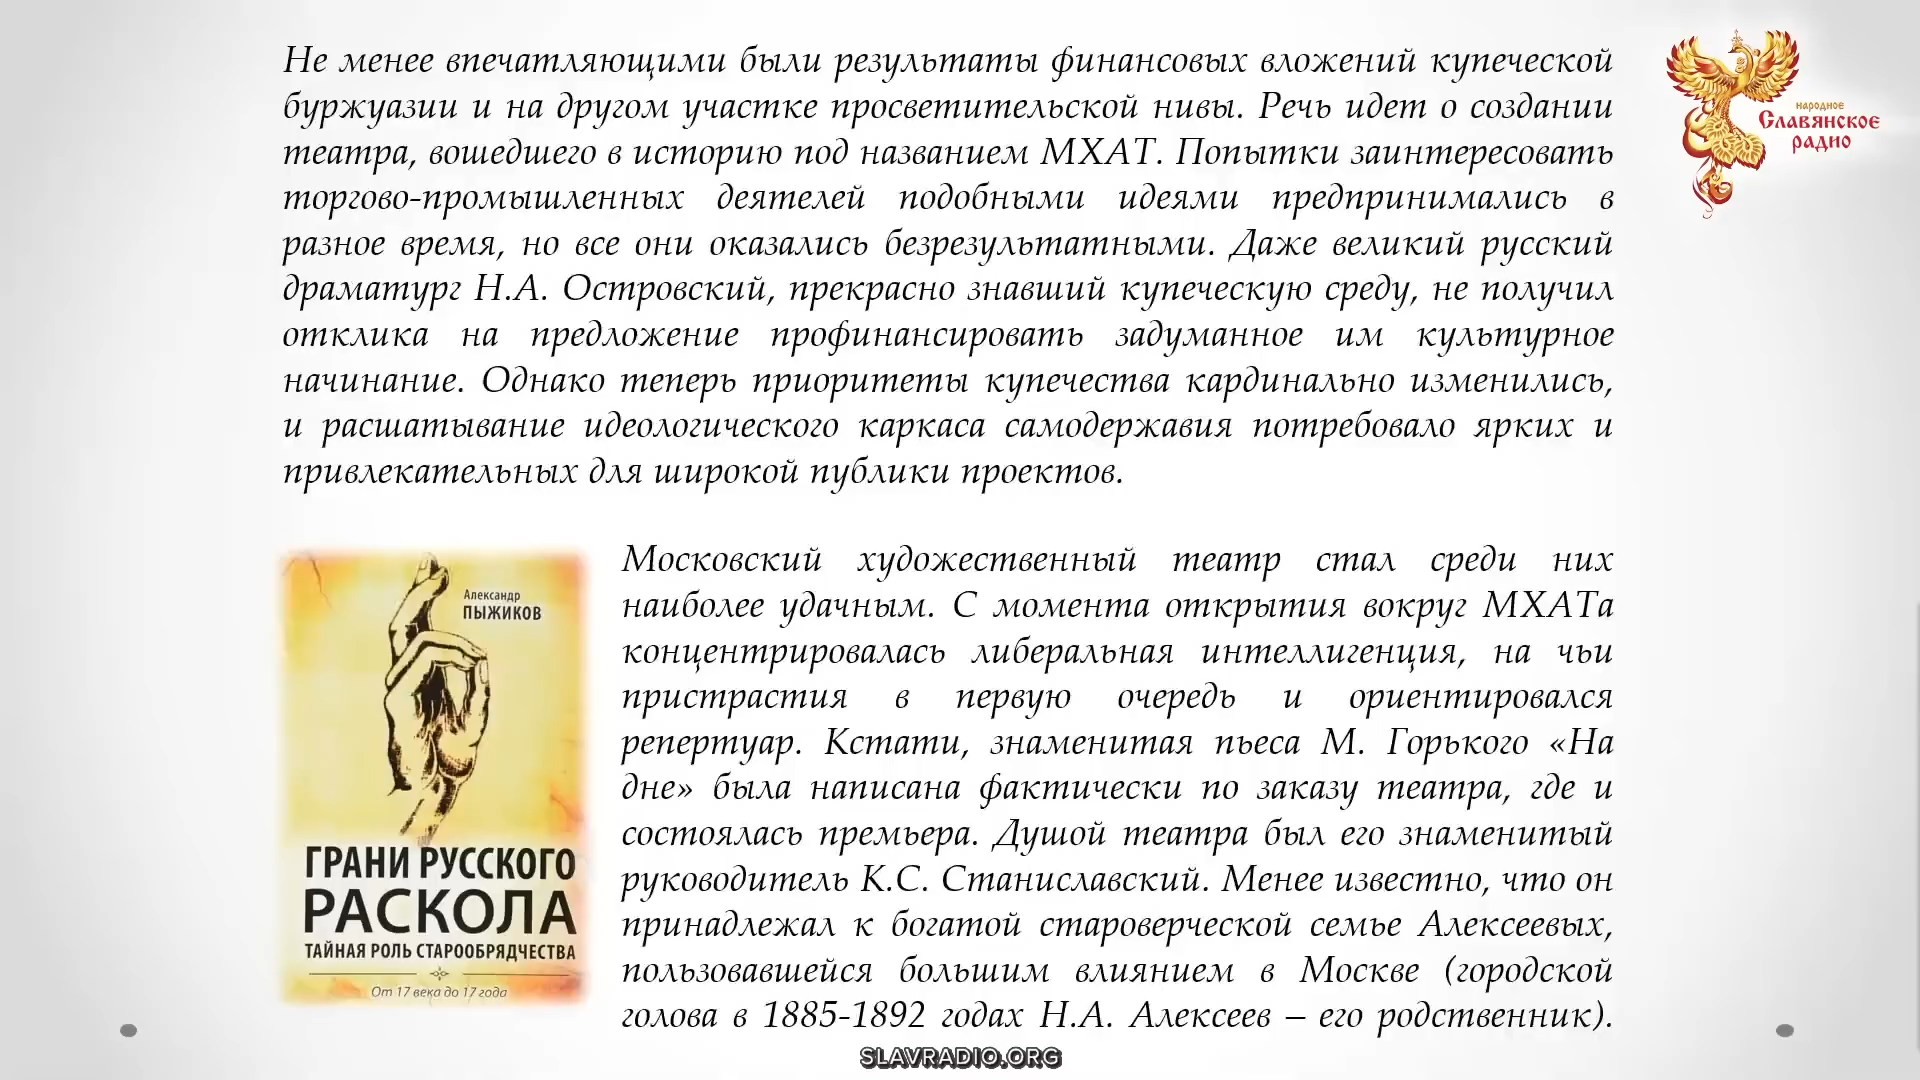 Не менее впечатляющими были результаты финансовых вложений купеческой
буржуазии и на другом участке просветительской нивы. Речь идет о создании
театра, вошедшего в историю под названием МХАТ. Попытки заинтересовать
торгово-промышленных деятелей подобными идеями предпринимались в
разное время, но все они оказались безрезультатными. Даже великий русский
драматург Н.А. Островский, прекрасно знавший купеческую среду, не получил
отклика на предложение профинансировать задуманное им культурное
начинание. Однако теперь приоритеты купечества кардинально изменились,
и расшатывание идеологического каркаса самодержавия потребовало ярких и
привлекательных для широкой публики проектов.
народное
Славянское
радио
Московский художественный театр стал среди них
наиболее удачным. С момента открытия вокруг МХАТа
концентрировалась либеральная интеллигенция, на чьи
пристрастия в первую очередь и ориентировался
репертуар. Кстати, знаменитая пьеса М. Горького «На
дне» была написана фактически по заказу театра, где и
состоялась премьера. Душой театра был его знаменитый
руководитель К.С. Станиславский. Менее известно, что он
принадлежал к богатой староверческой семье Алексеевых,
пользовавшейся большим влиянием в Москве (городской
голова в 1885-1892 годах Н.А. Алексеев – его родственник).
Александр
ПЫЖИКОВ
ГРАНИ РУССКОГО
РАСКОЛА
ТАЙНАЯ РОЛЬ СТАРООБРЯДЧЕСТВА
От 17 века до 17 года
SLAVRADIO.ORG